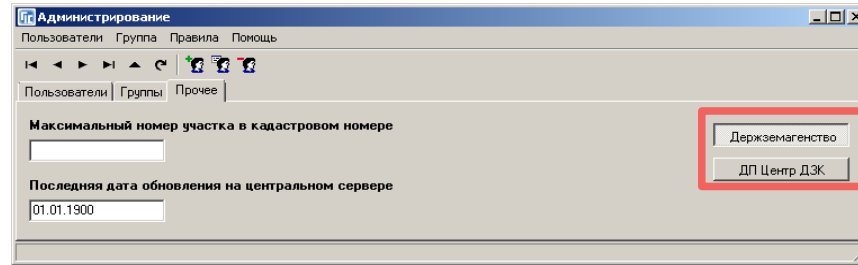 Администрирование
Пользователи Группа Правила Помощь
Пользователи Группы Прочее
Максимальный номер участка в кадастровом номере
Держземагенство
ДП Центр ДЗК
Последняя дата обновления на центральном сервере
01.01.1900